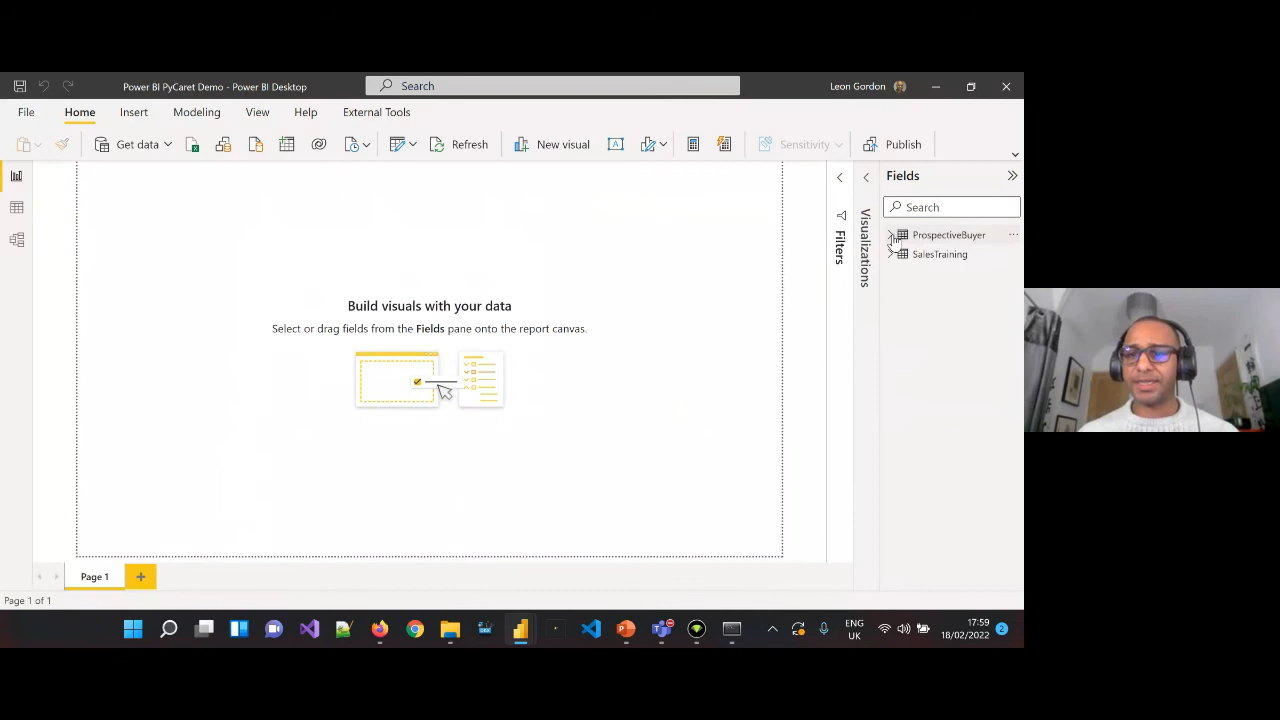 Power BI PyCaret Demo - Power BI Desktop
Search
Leon Gordon
File
Home
Insert
Modeling
View
Help
External Tools
Get data
Refresh
New visual
Sensitivity
Publish
Fields
Search
ProspectiveBuyer
SalesTraining
Filters
Visualizations
Build visuals with your data
Select or drag fields from the Fields pane onto the report canvas.
Page 1
Page 1 of 1
ENG
UK
17:59
18/02/2022
2